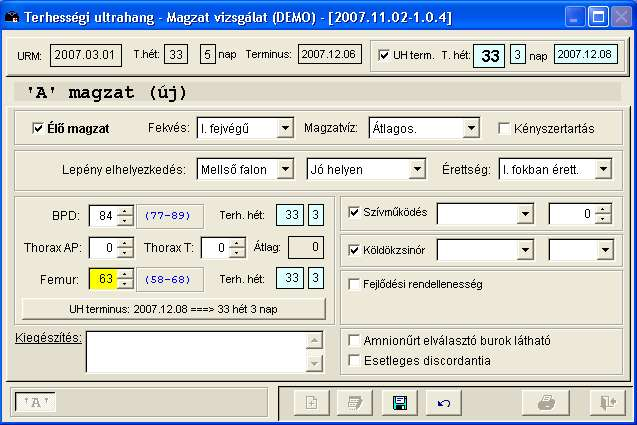 Terhességi ultrahang - Magzat vizsgálat (DEMO) - [2007.11.02-1.0.4]
URM: 2007.03.01 T.hét: 33 5 nap Terminus: 2007.12.06 UH term. T. hét: 33 3 nap 2007.12.08
'A' magzat (új)
Élő magzat Fekvés: I. fejvégű Magzatvíz: Átlagos. Kényszertartás
Lepény elhelyezkedés: Mellső falon Jó helyen Érettség: I. fokban érett.
BPD: 84 (77-89) Terh. hét: 33 3
Szívműködés 0
Thorax AP: 0 Thorax T: 0 Átlag: 0
Köldökzsinór
Femur: 63 (58-68) Terh. hét: 33 3
Fejlődési rendellenesség
UH terminus: 2007.12.08 ===> 33 hét 3 nap
Kiegészítés:
Amnionűrt elválasztó burok látható
Esetleges discordantia
'A'